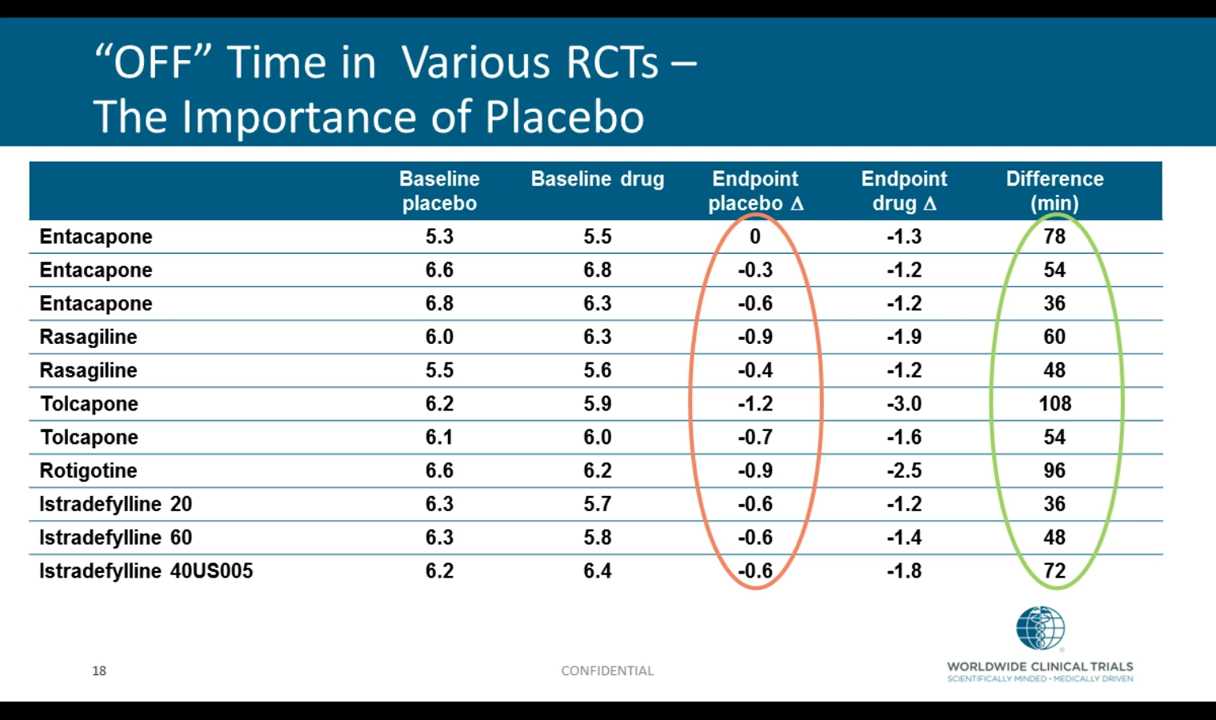 “OFF” Time in Various RCTs –
The Importance of Placebo
Baseline placebo Baseline drug Endpoint placebo Δ Endpoint drug Δ Difference (min)
Entacapone 5.3 5.5 0 -1.3 78
Entacapone 6.6 6.8 -0.3 -1.2 54
Entacapone 6.8 6.3 -0.6 -1.2 36
Rasagiline 6.0 6.3 -0.9 -1.9 60
Rasagiline 5.5 5.6 -0.4 -1.2 48
Tolcapone 6.2 5.9 -1.2 -3.0 108
Tolcapone 6.1 6.0 -0.7 -1.6 54
Rotigotine 6.6 6.2 -0.9 -2.5 96
Istradefylline 20 6.3 5.7 -0.6 -1.2 36
Istradefylline 60 6.3 5.8 -0.6 -1.4 48
Istradefylline 40US005 6.2 6.4 -0.6 -1.8 72
18 CONFIDENTIAL
WORLDWIDE CLINICAL TRIALS
SCIENTIFICALLY MINDED • MEDICALLY DRIVEN